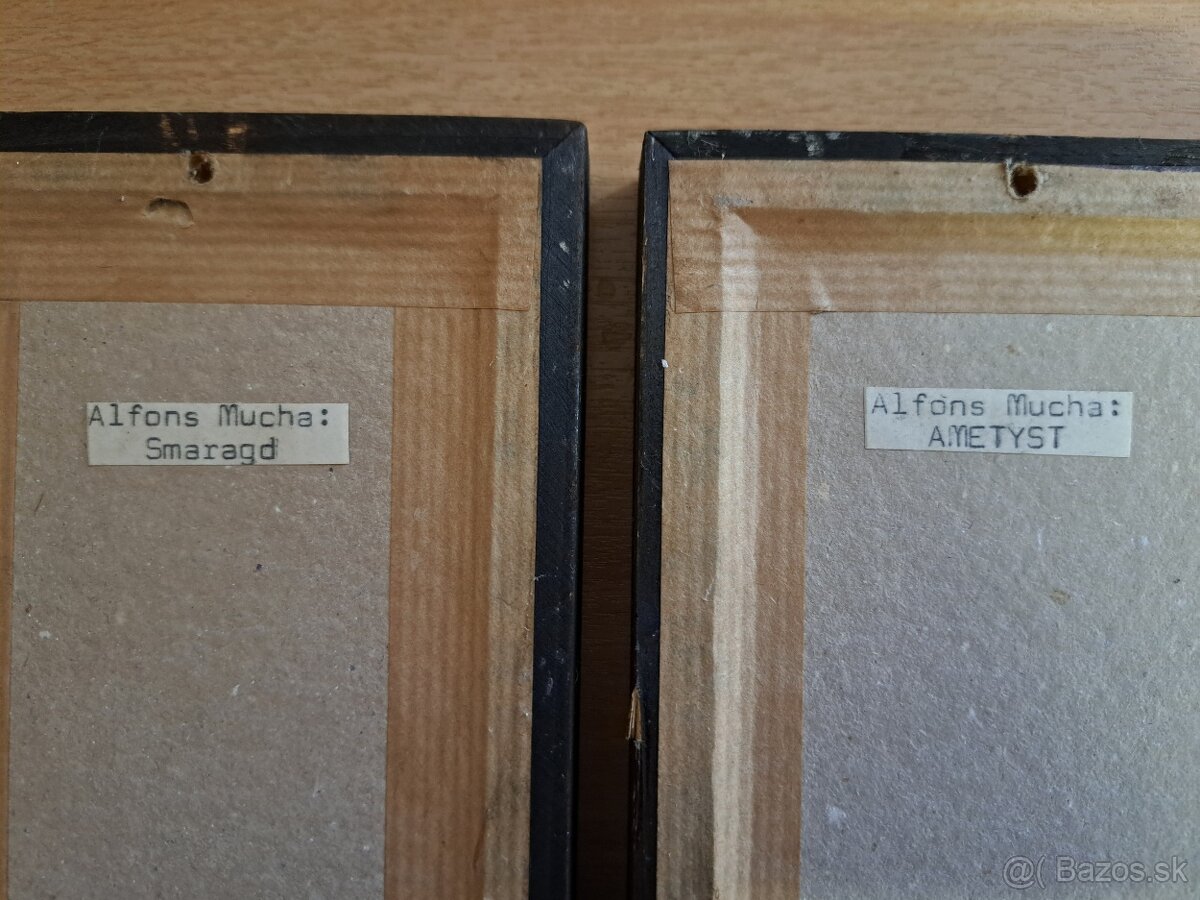 Alfons Mucha:
Smaragd
Alfons Mucha:
AMETYST
@( Bazos.sk